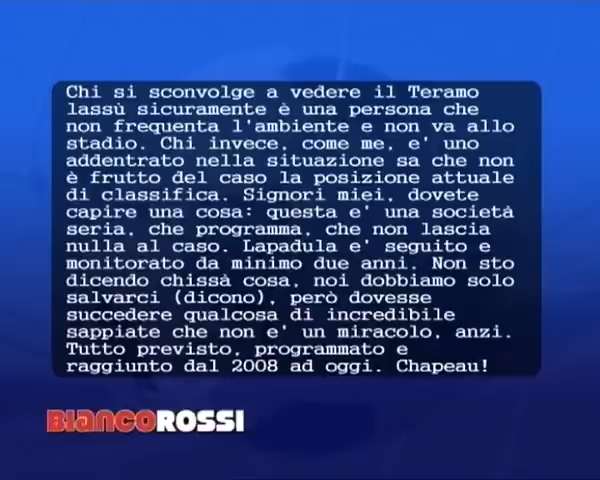 Chi si sconvolge a vedere il Teramo
lassù sicuramente è una persona che
non frequenta l'ambiente e non va allo
stadio. Chi invece, come me, e' uno
addentrato nella situazione sa che non
è frutto del caso la posizione attuale
di classifica. Signori miei, dovete
capire una cosa: questa e' una società
seria, che programma, che non lascia
nulla al caso. Lapadula e' seguito e
monitorato da minimo due anni. Non sto
dicendo chissà cosa, noi dobbiamo solo
salvarci (dicono), però dovesse
succedere qualcosa di incredibile
sappiate che non e' un miracolo, anzi.
Tutto previsto, programmato e
raggiunto dal 2008 ad oggi. Chapeau!
BIANCOROSSI